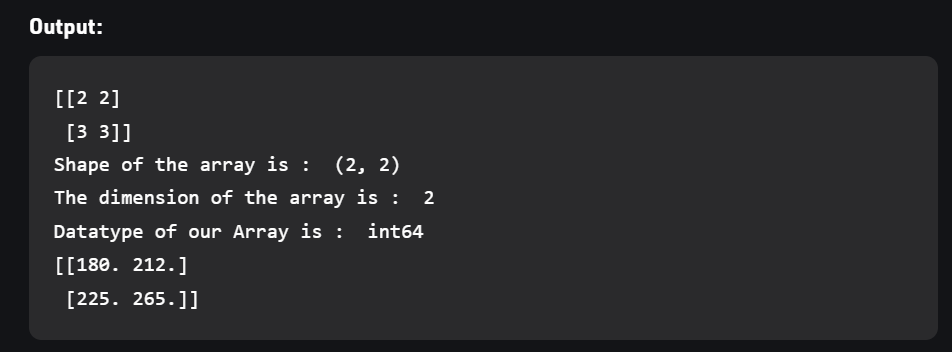 Output:
[[2 2]
 [3 3]]
Shape of the array is :  (2, 2)
The dimension of the array is :  2
Datatype of our Array is :  int64
[[180. 212.]
 [225. 265.]]